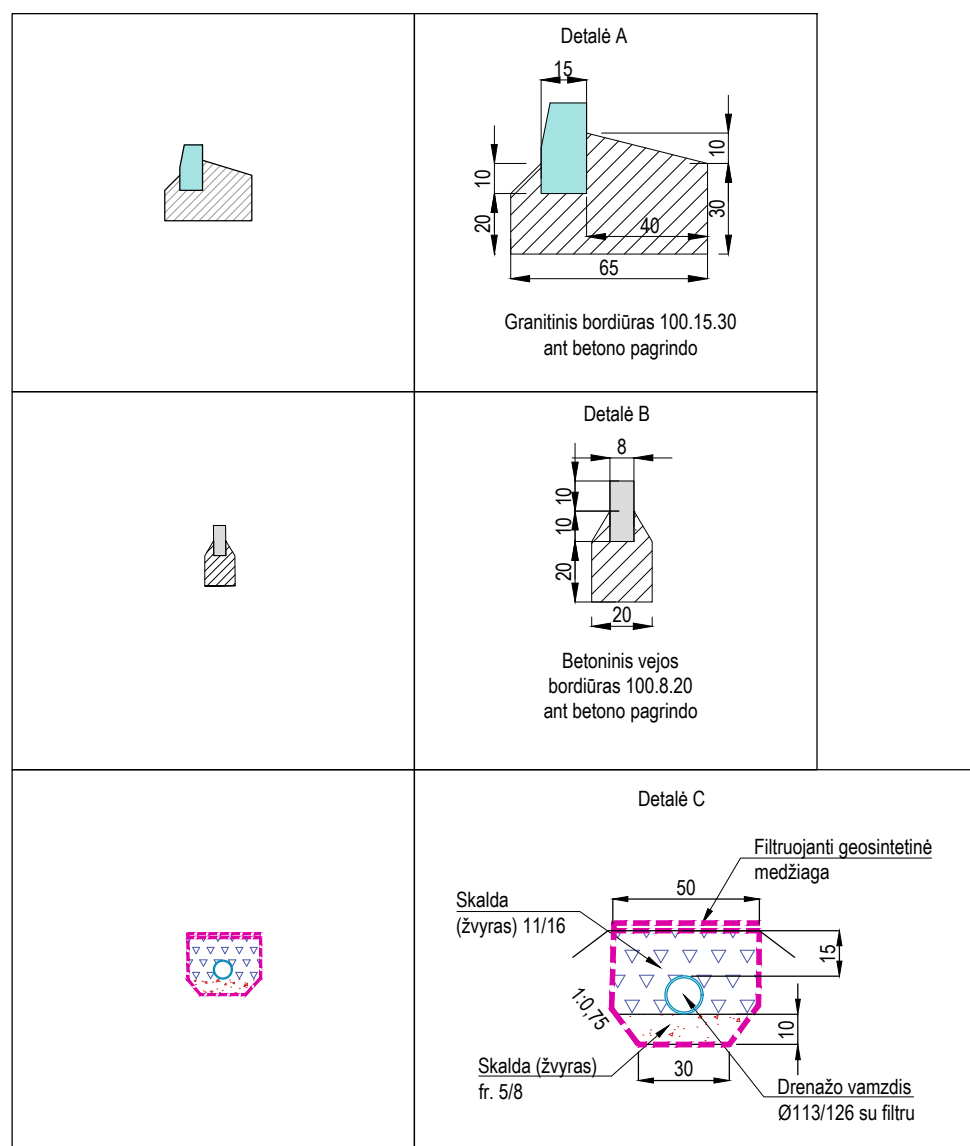 Detalė A
15
10
10
20
30
40
65
Granitinis bordiūras 100.15.30
ant betono pagrindo
Detalė B
8
10
10
20
20
Betoninis vejos
bordiūras 100.8.20
ant betono pagrindo
Detalė C
Filtruojanti geosintetinė
medžiaga
50
Skalda
(žvyras) 11/16
15
1:0,75
10
Skalda (žvyras)
fr. 5/8
30
Drenažo vamzdis
Ø113/126 su filtru